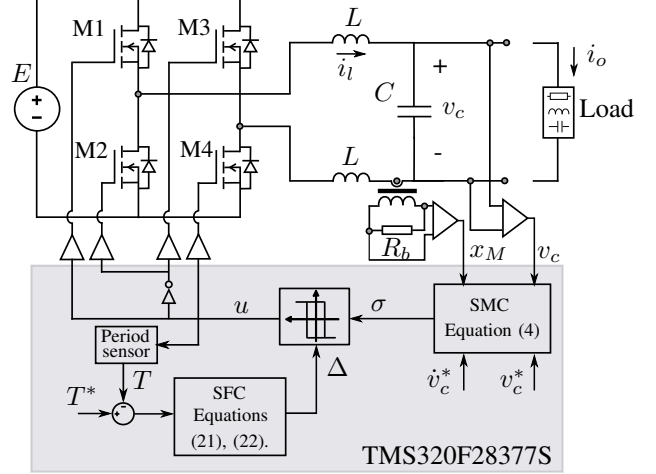 M1
M3
L
i_l
i_o
E
+
C
v_c
Load
M2
M4
L
-
R_b
x_M
v_c
u
σ
SMC
Equation (4)
Period
sensor
T
Δ
v̇_c^*
v_c^*
T^*
SFC
Equations
(21), (22).
TMS320F28377S